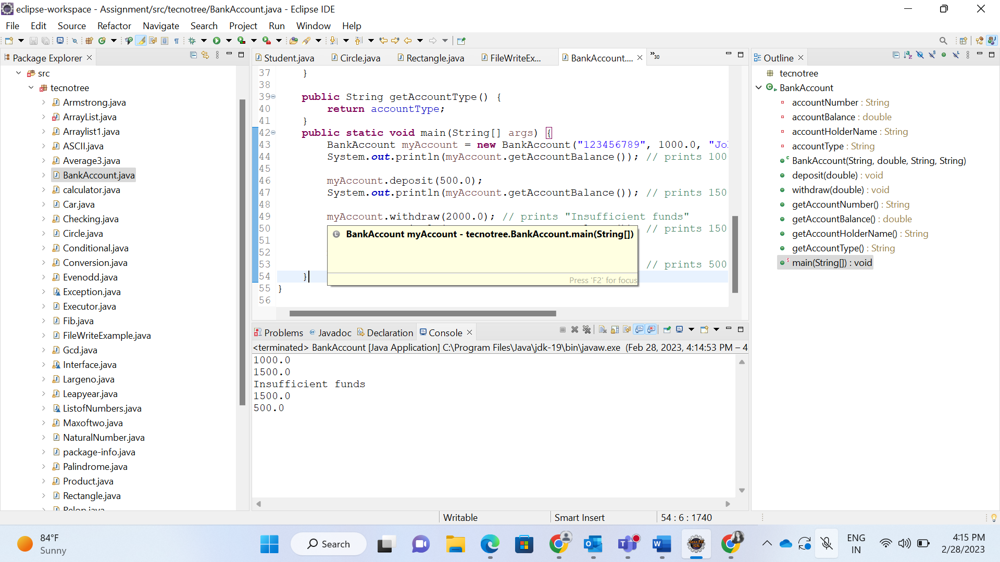 eclipse-workspace - Assignment/src/tecnotree/BankAccount.java - Eclipse IDE
File Edit Source Refactor Navigate Search Project Run Window Help
Package Explorer
src
tecnotree
Armstrong.java
ArrayList.java
Arraylist1.java
ASCII.java
Average3.java
BankAccount.java
calculator.java
Car.java
Checking.java
Circle.java
Conditional.java
Conversion.java
Evenodd.java
Exception.java
Executor.java
Fib.java
FileWriteExample.java
Gcd.java
Interface.java
Largeno.java
Leapyear.java
ListofNumbers.java
Maxoftwo.java
NaturalNumber.java
package-info.java
Palindrome.java
Product.java
Rectangle.java
Relop.java
Student.java Circle.java Rectangle.java FileWriteEx... BankAccount.... »30
37 }
38
39 public String getAccountType() {
40 return accountType;
41 }
42 public static void main(String[] args) {
43 BankAccount myAccount = new BankAccount("123456789", 1000.0, "Jo
44 System.out.println(myAccount.getAccountBalance()); // prints 100
45
46 myAccount.deposit(500.0);
47 System.out.println(myAccount.getAccountBalance()); // prints 150
48
49 myAccount.withdraw(2000.0); // prints "Insufficient funds"
50 // prints 150
51
52
53 // prints 500
54 }
55 }
56
BankAccount myAccount - tecnotree.BankAccount.main(String[])
Press 'F2' for focus
Problems Javadoc Declaration Console
<terminated> BankAccount [Java Application] C:\Program Files\Java\jdk-19\bin\javaw.exe (Feb 28, 2023, 4:14:53 PM – 4
1000.0
1500.0
Insufficient funds
1500.0
500.0
Outline
tecnotree
BankAccount
accountNumber : String
accountBalance : double
accountHolderName : String
accountType : String
BankAccount(String, double, String, String)
deposit(double) : void
withdraw(double) : void
getAccountNumber() : String
getAccountBalance() : double
getAccountHolderName() : String
getAccountType() : String
main(String[]) : void
Writable Smart Insert 54 : 6 : 1740
84°F
Sunny
Search
ENG
IN
4:15 PM
2/28/2023